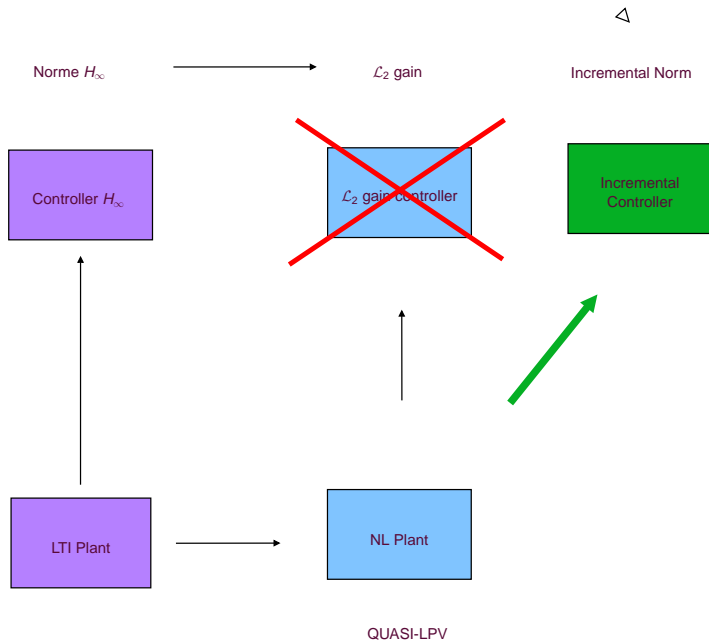 Norme H∞
ℒ₂ gain
Incremental Norm
Controller H∞
ℒ₂ gain controller
Incremental
Controller
LTI Plant
NL Plant
QUASI-LPV